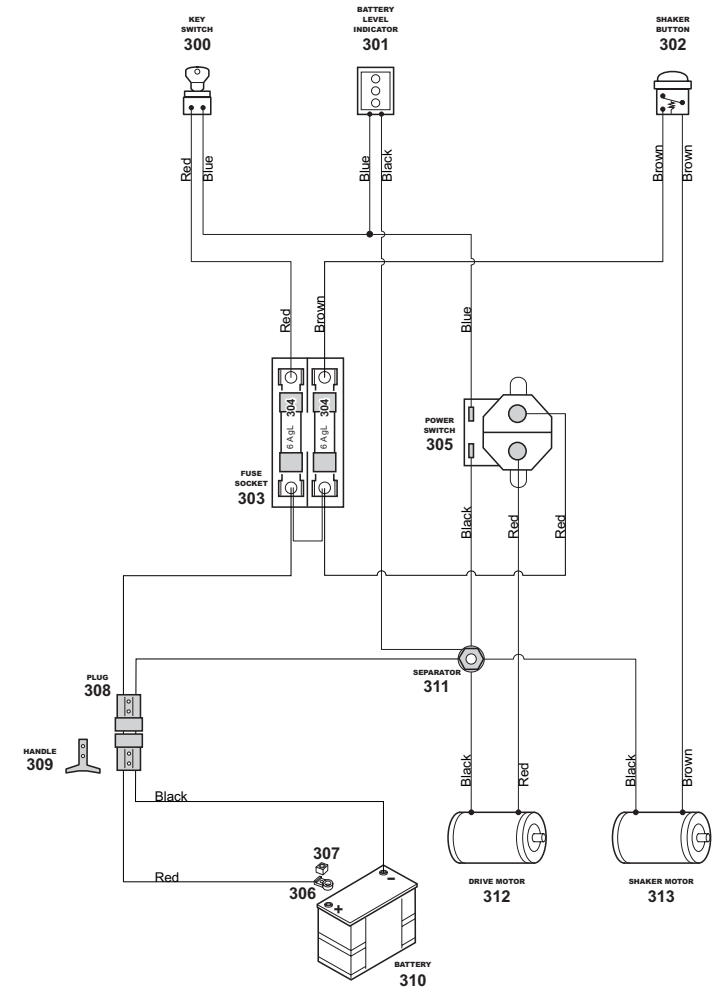 KEY
SWITCH
300
BATTERY
LEVEL
INDICATOR
301
SHAKER
BUTTON
302
Red
Blue
Blue
Black
Brown
Brown
Red
Brown
Blue
304
304
6 AgL
6 AgL
FUSE
SOCKET
303
POWER
SWITCH
305
Black
Red
Red
SEPARATOR
311
PLUG
308
HANDLE
309
Black
Red
Black
Brown
Black
Red
307
306
+
-
BATTERY
310
DRIVE MOTOR
312
SHAKER MOTOR
313